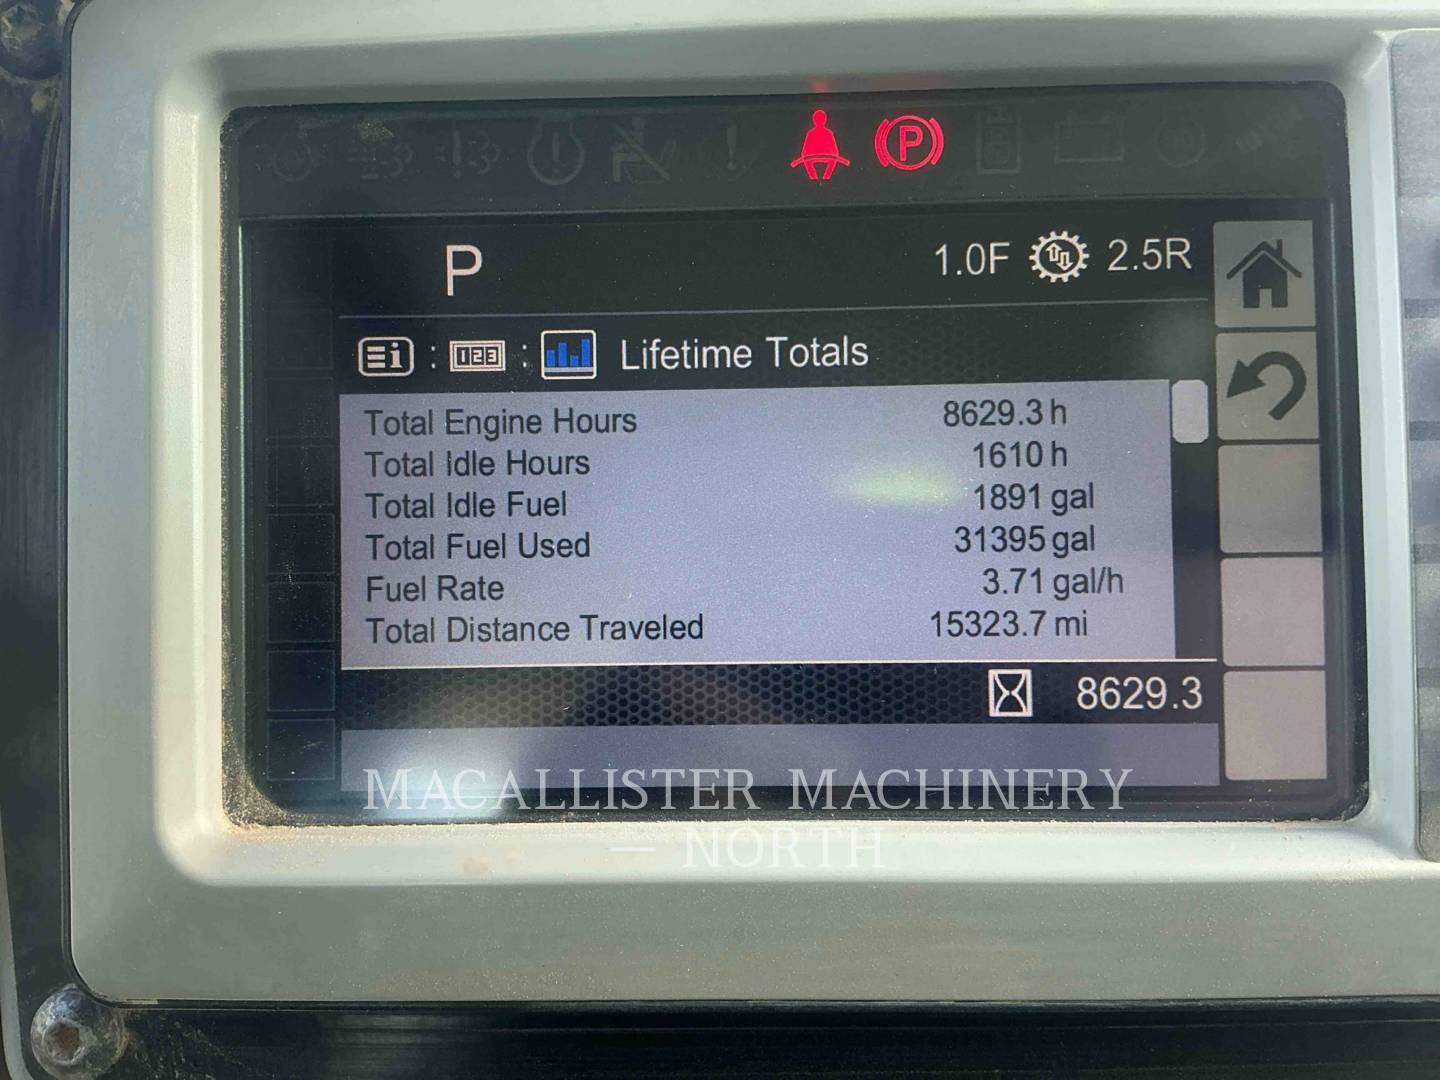 P
P 1.0F 2.5R
i : 123 : Lifetime Totals
Total Engine Hours 8629.3 h
Total Idle Hours 1610 h
Total Idle Fuel 1891 gal
Total Fuel Used 31395 gal
Fuel Rate 3.71 gal/h
Total Distance Traveled 15323.7 mi
8629.3
MACALLISTER MACHINERY
— NORTH